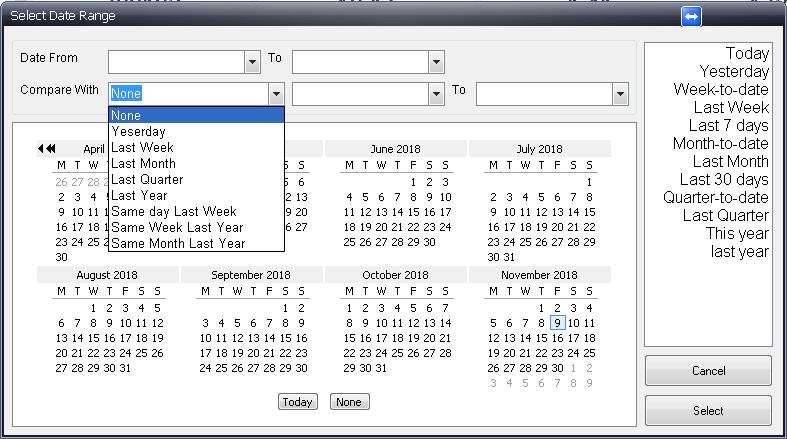 Select Date Range
Date From To
Compare With None To
None
Yeserday
Last Week
Last Month
Last Quarter
Last Year
Same day Last Week
Same Week Last Year
Same Month Last Year
April
M T W
26 27 28
2 3 4
9 10 11
16 17 18
23 24 25
30
S S
5 6
12 13
19 20
26 27
June 2018
M T W T F S S
1 2 3
4 5 6 7 8 9 10
11 12 13 14 15 16 17
18 19 20 21 22 23 24
25 26 27 28 29 30
July 2018
M T W T F S S
1
2 3 4 5 6 7 8
9 10 11 12 13 14 15
16 17 18 19 20 21 22
23 24 25 26 27 28 29
30 31
August 2018
M T W T F S S
1 2 3 4 5
6 7 8 9 10 11 12
13 14 15 16 17 18 19
20 21 22 23 24 25 26
27 28 29 30 31
September 2018
M T W T F S S
1 2
3 4 5 6 7 8 9
10 11 12 13 14 15 16
17 18 19 20 21 22 23
24 25 26 27 28 29 30
October 2018
M T W T F S S
1 2 3 4 5 6 7
8 9 10 11 12 13 14
15 16 17 18 19 20 21
22 23 24 25 26 27 28
29 30 31
November 2018
M T W T F S S
1 2 3 4
5 6 7 8 9 10 11
12 13 14 15 16 17 18
19 20 21 22 23 24 25
26 27 28 29 30 1 2
3 4 5 6 7 8 9
Today None
Today
Yesterday
Week-to-date
Last Week
Last 7 days
Month-to-date
Last Month
Last 30 days
Quarter-to-date
Last Quarter
This year
last year
Cancel
Select